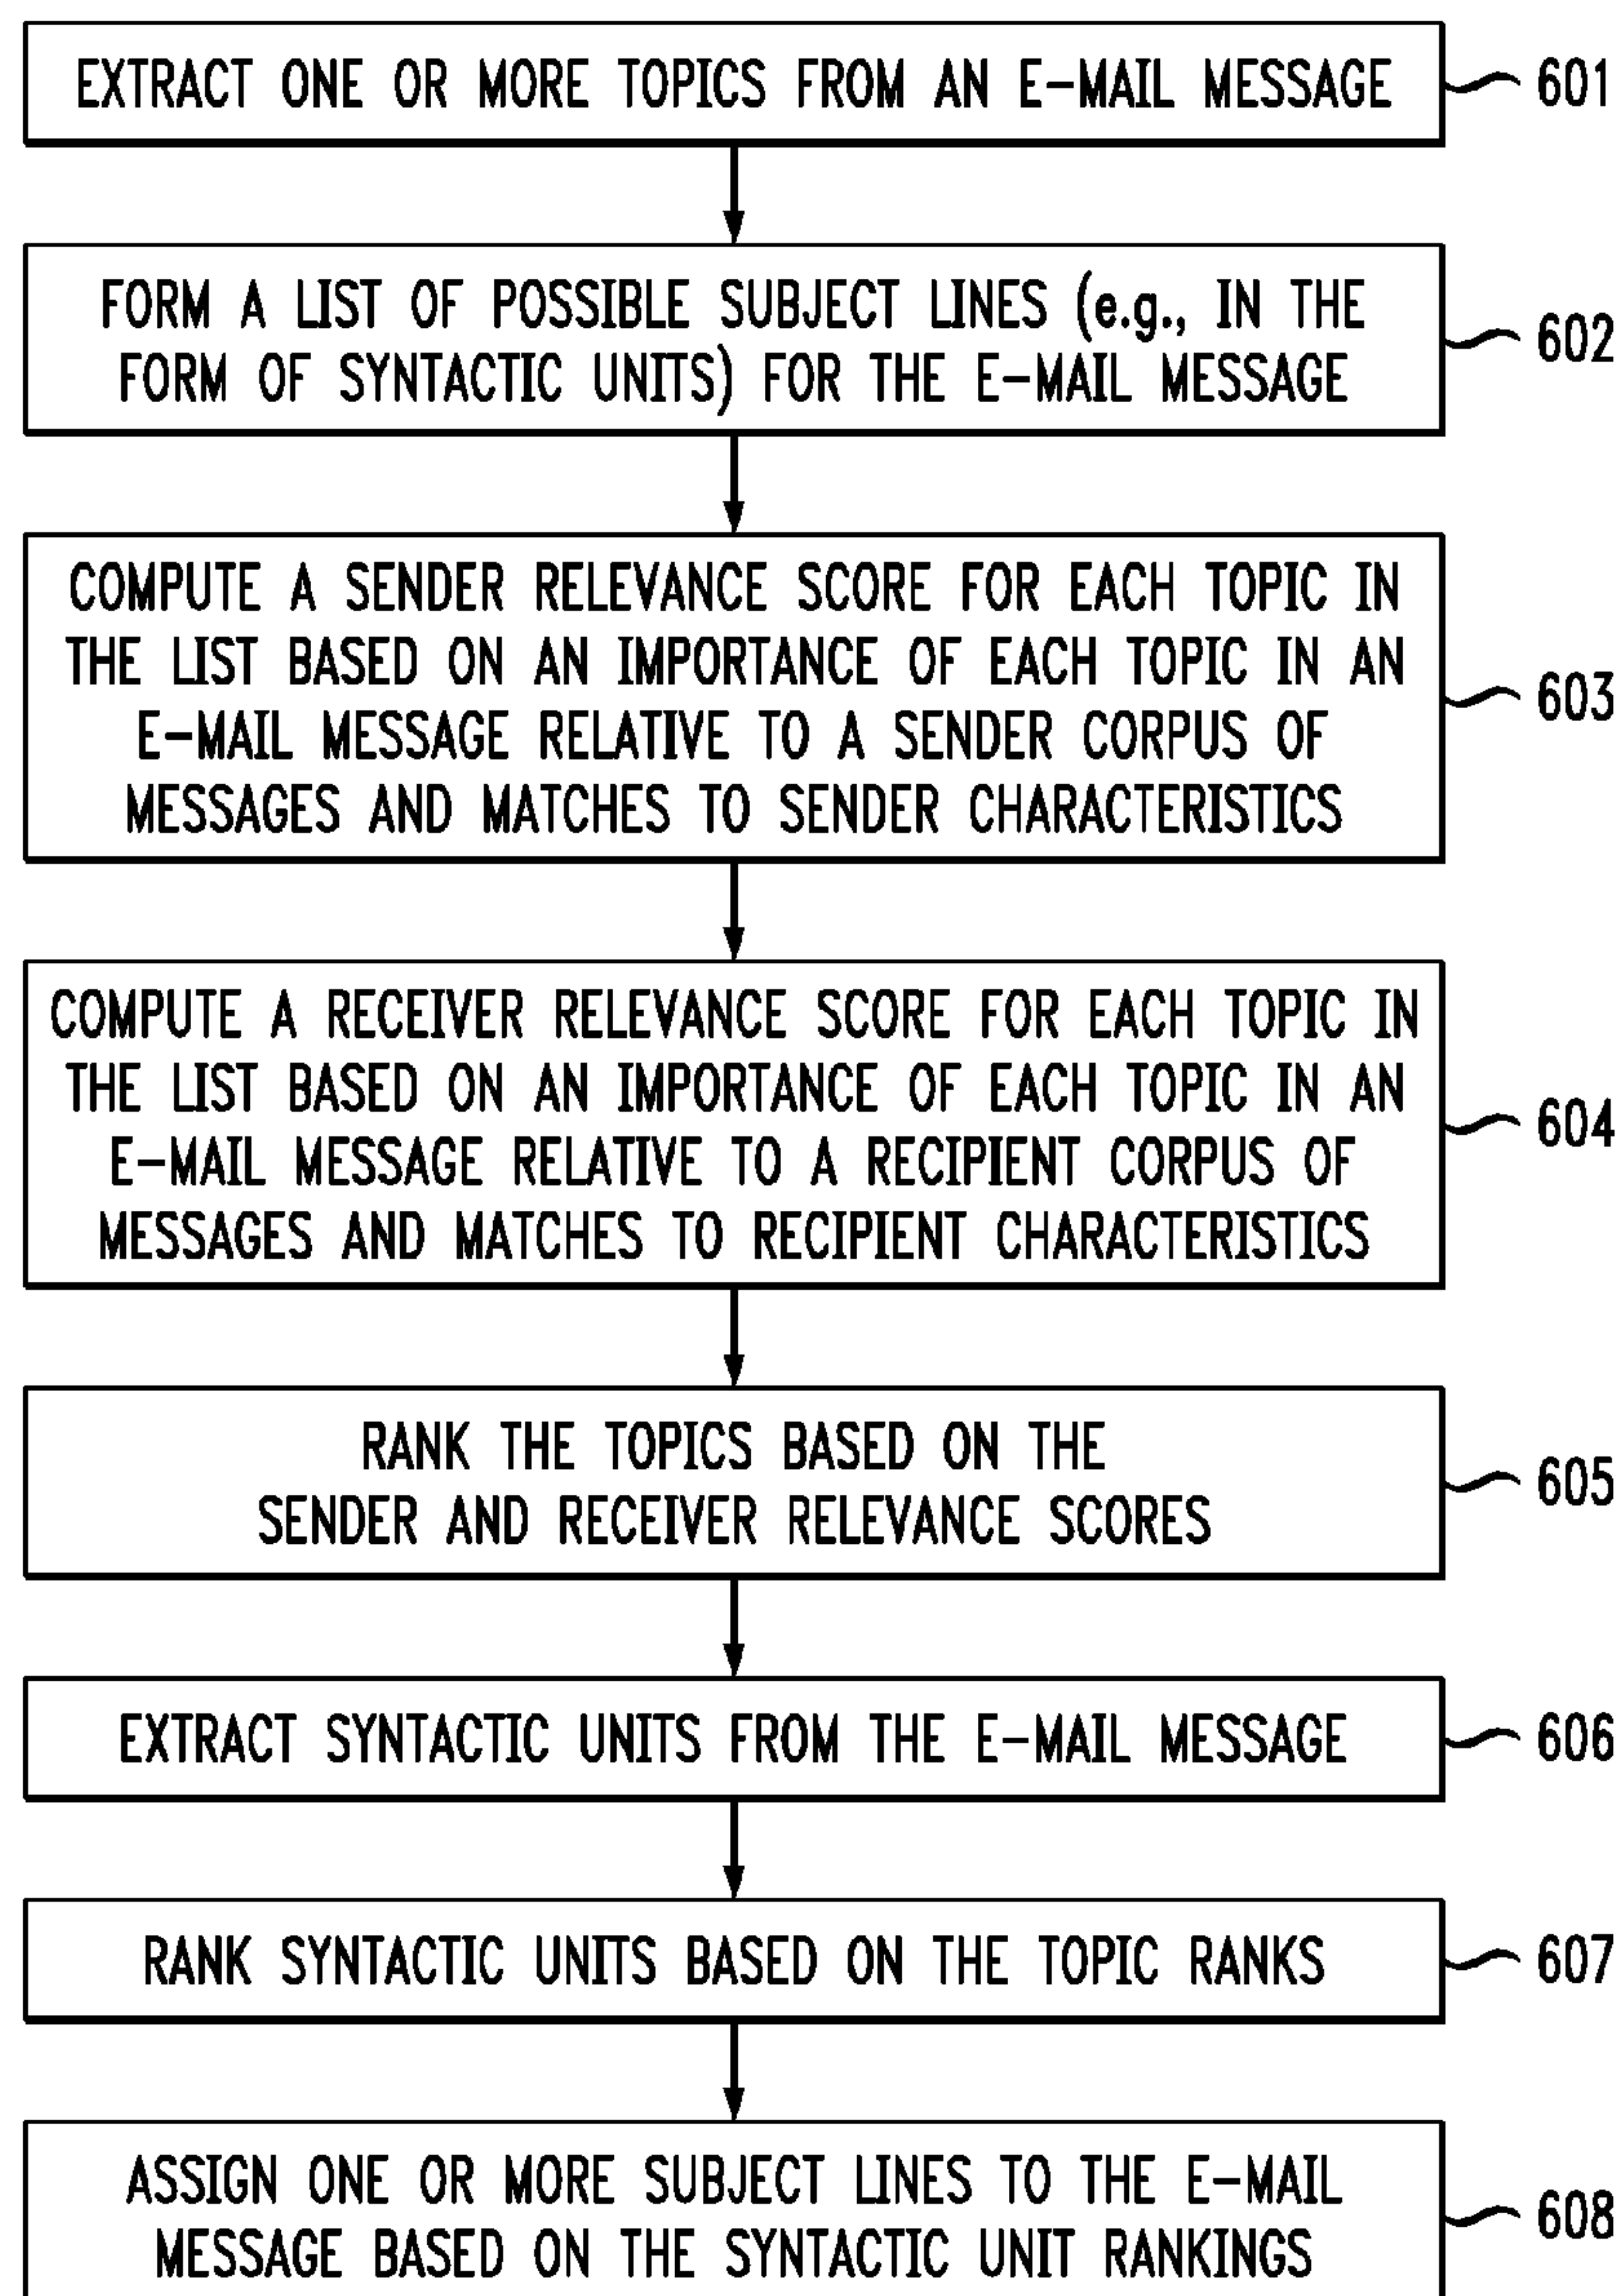 EXTRACT ONE OR MORE TOPICS FROM AN E-MAIL MESSAGE
601
FORM A LIST OF POSSIBLE SUBJECT LINES (e.g., IN THE
FORM OF SYNTACTIC UNITS) FOR THE E-MAIL MESSAGE
602
COMPUTE A SENDER RELEVANCE SCORE FOR EACH TOPIC IN
THE LIST BASED ON AN IMPORTANCE OF EACH TOPIC IN AN
E-MAIL MESSAGE RELATIVE TO A SENDER CORPUS OF
MESSAGES AND MATCHES TO SENDER CHARACTERISTICS
603
COMPUTE A RECEIVER RELEVANCE SCORE FOR EACH TOPIC IN
THE LIST BASED ON AN IMPORTANCE OF EACH TOPIC IN AN
E-MAIL MESSAGE RELATIVE TO A RECIPIENT CORPUS OF
MESSAGES AND MATCHES TO RECIPIENT CHARACTERISTICS
604
RANK THE TOPICS BASED ON THE
SENDER AND RECEIVER RELEVANCE SCORES
605
EXTRACT SYNTACTIC UNITS FROM THE E-MAIL MESSAGE
606
RANK SYNTACTIC UNITS BASED ON THE TOPIC RANKS
607
ASSIGN ONE OR MORE SUBJECT LINES TO THE E-MAIL
MESSAGE BASED ON THE SYNTACTIC UNIT RANKINGS
608